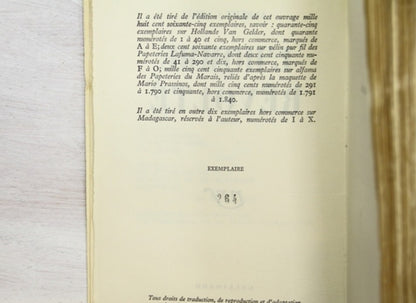 Il a été tiré de l'édition originale de cet ouvrage mille
huit cent soixante-cinq exemplaires, savoir : quarante-cinq
exemplaires sur Hollande Van Gelder, dont quarante
numérotés de 1 à 40 et cinq, hors commerce, marqués de
A à E; deux cent soixante exemplaires sur vélin pur fil des
Papeteries Lafuma-Navarre, dont deux cent cinquante
numérotés de 41 à 290 et dix, hors commerce, marqués de
F à O; mille cinq cent cinquante exemplaires sur alfama
des Papeteries du Marais, reliés d'après la maquette de
Mario Prassinos, dont mille cinq cents numérotés de 291
à 1.790 et cinquante, hors commerce, numérotés de 1.791
à 1.840.
Il a été tiré en outre dix exemplaires hors commerce sur
Madagascar, réservés à l'auteur, numérotés de I à X.
EXEMPLAIRE
Tous droits de traduction, de reproduction et d'adaptation